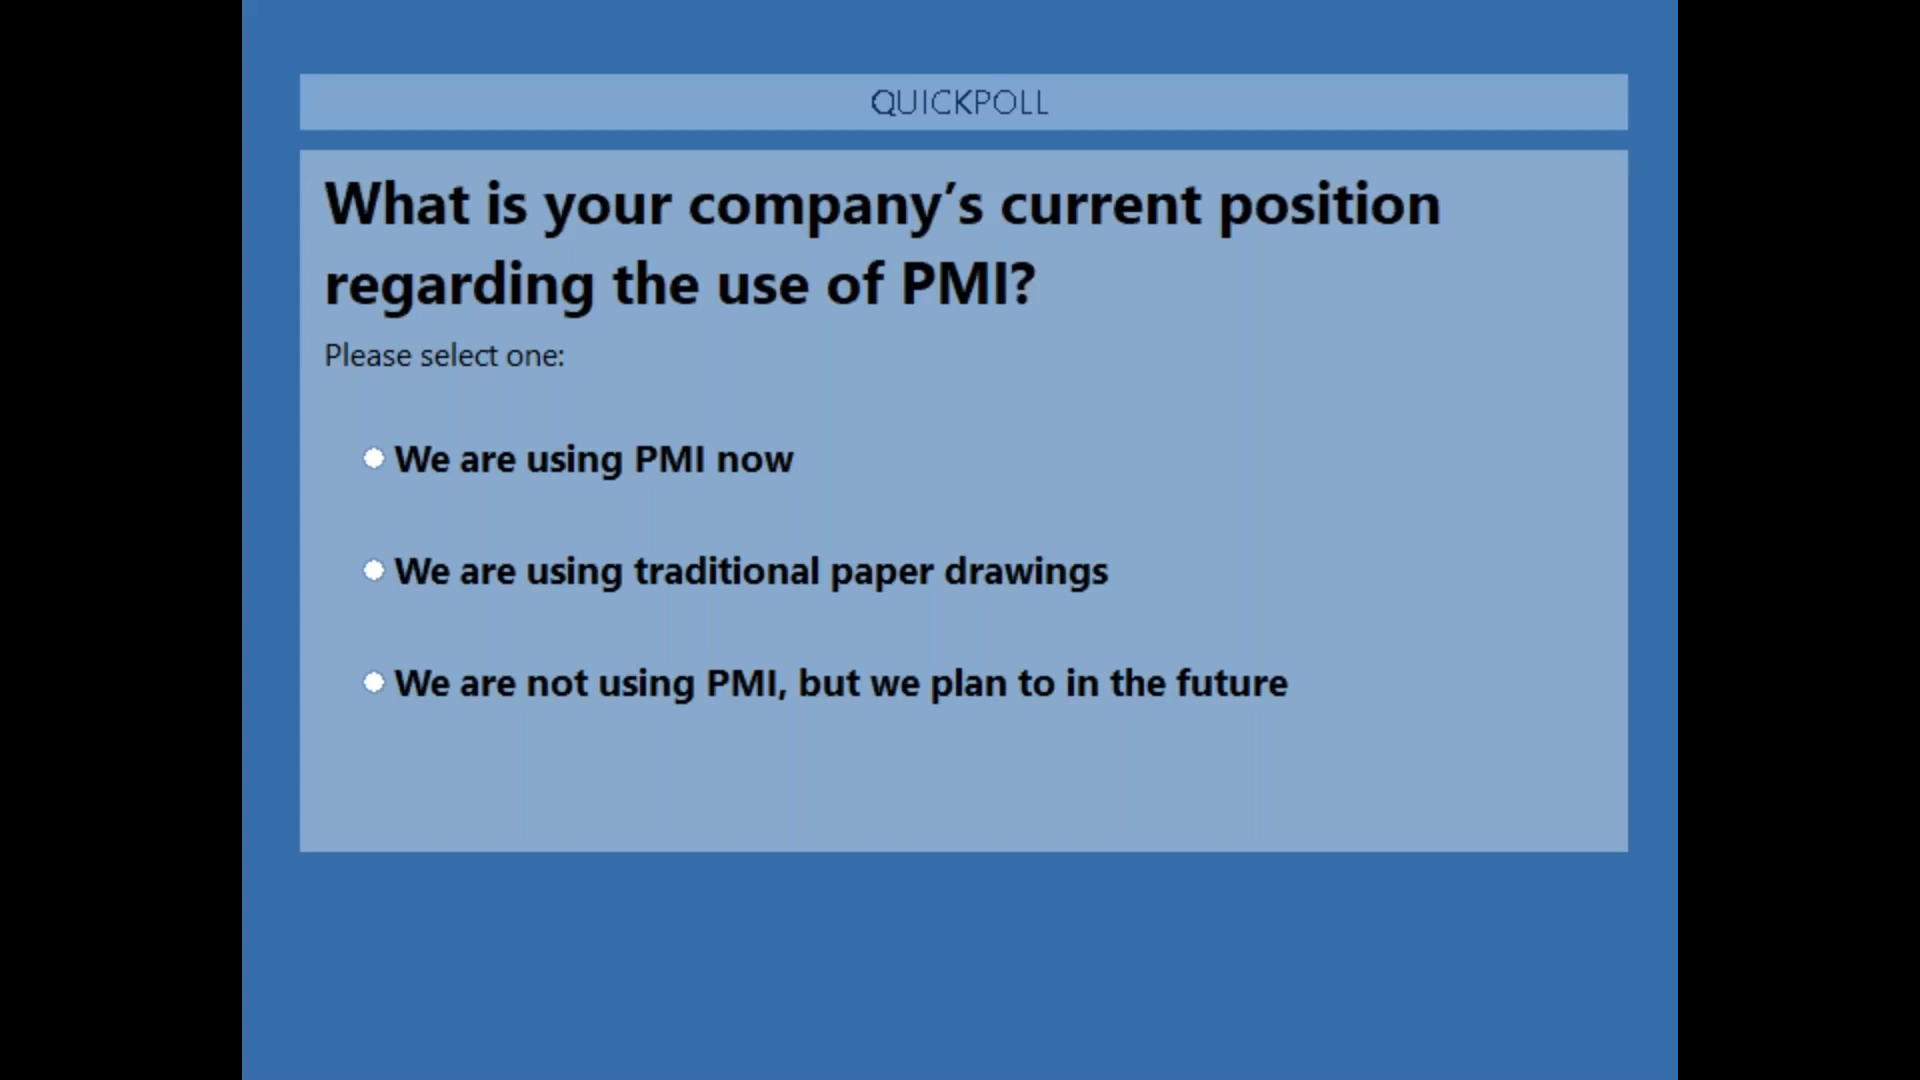 QUICKPOLL
What is your company’s current position
regarding the use of PMI?
Please select one:
We are using PMI now
We are using traditional paper drawings
We are not using PMI, but we plan to in the future